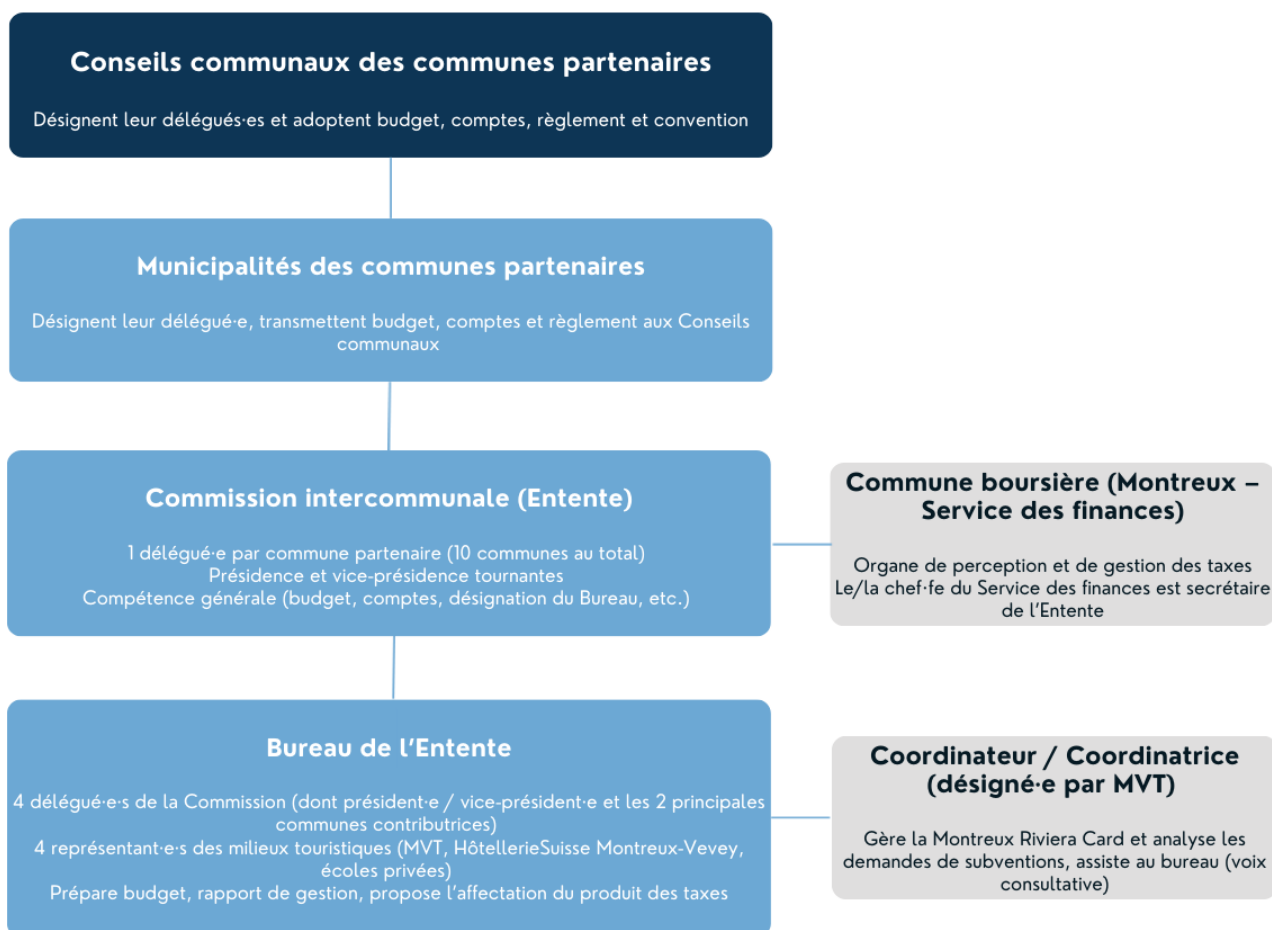 Conseils communaux des communes partenaires
Désignent leur délégués·es et adoptent budget, comptes, règlement et convention
Municipalités des communes partenaires
Désignent leur délégué·e, transmettent budget, comptes et règlement aux Conseils
communaux
Commission intercommunale (Entente)
1 délégué·e par commune partenaire (10 communes au total)
Présidence et vice-présidence tournantes
Compétence générale (budget, comptes, désignation du Bureau, etc.)
Commune boursière (Montreux –
Service des finances)
Organe de perception et de gestion des taxes
Le/la chef·fe du Service des finances est secrétaire
de l'Entente
Bureau de l'Entente
4 délégué·e·s de la Commission (dont président·e / vice-président·e et les 2 principales
communes contributrices)
4 représentant·e·s des milieux touristiques (MVT, HôtellerieSuisse Montreux-Vevey,
écoles privées)
Prépare budget, rapport de gestion, propose l'affectation du produit des taxes
Coordinateur / Coordinatrice
(désigné·e par MVT)
Gère la Montreux Riviera Card et analyse les
demandes de subventions, assiste au bureau (voix
consultative)